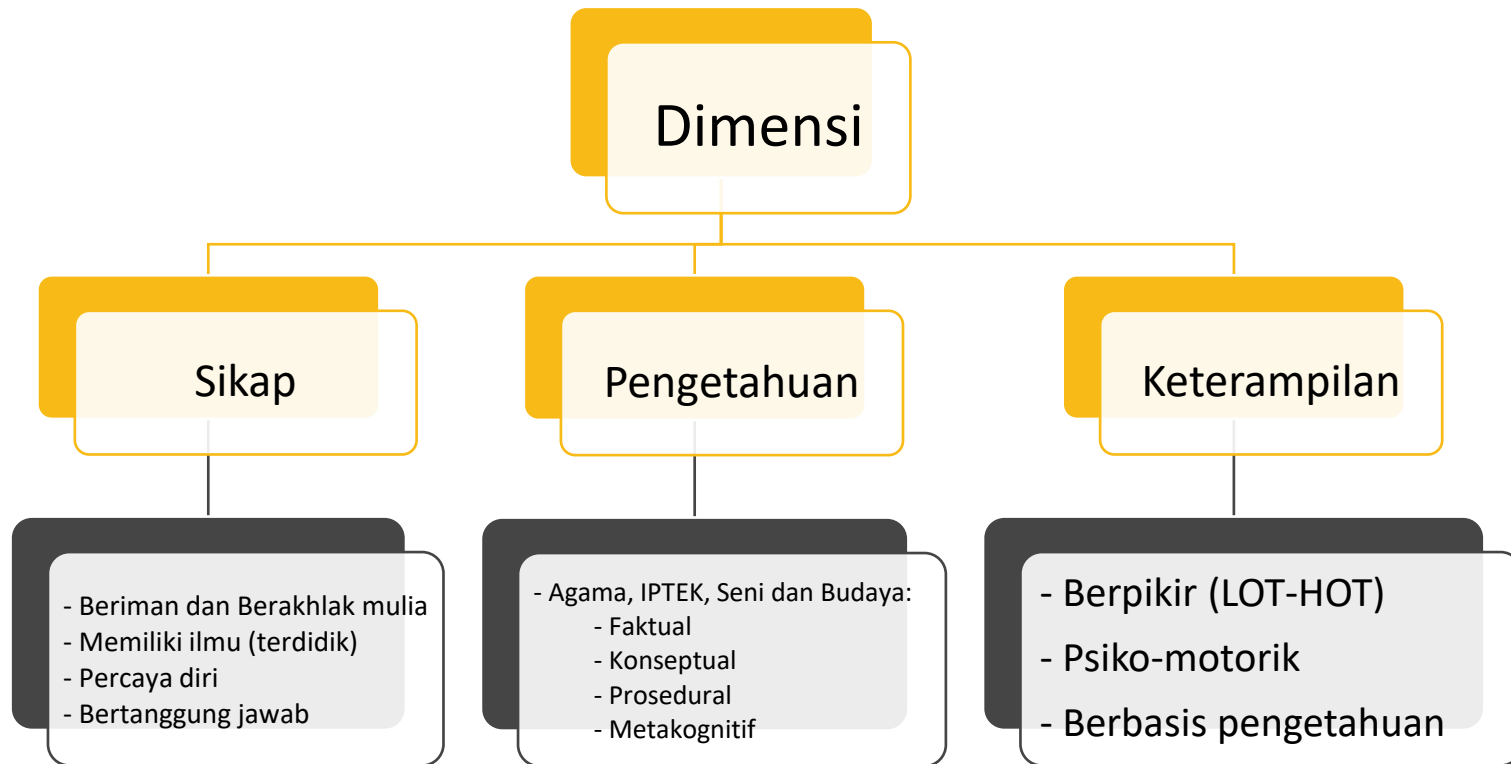 Dimensi
Sikap
Pengetahuan
Keterampilan
- Beriman dan Berakhlak mulia
- Memiliki ilmu (terdidik)
- Percaya diri
- Bertanggung jawab
- Agama, IPTEK, Seni dan Budaya:
- Faktual
- Konseptual
- Prosedural
- Metakognitif
- Berpikir (LOT-HOT)
- Psiko-motorik
- Berbasis pengetahuan